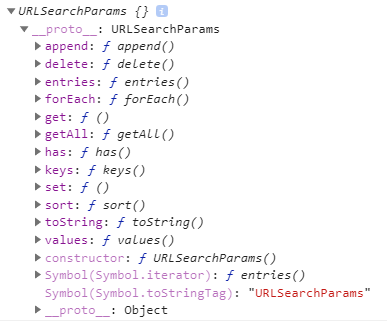 URLSearchParams {} i
__proto__: URLSearchParams
append: ƒ append()
delete: ƒ delete()
entries: ƒ entries()
forEach: ƒ forEach()
get: ƒ ()
getAll: ƒ getAll()
has: ƒ has()
keys: ƒ keys()
set: ƒ ()
sort: ƒ sort()
toString: ƒ toString()
values: ƒ values()
constructor: ƒ URLSearchParams()
Symbol(Symbol.iterator): ƒ entries()
Symbol(Symbol.toStringTag): "URLSearchParams"
__proto__: Object